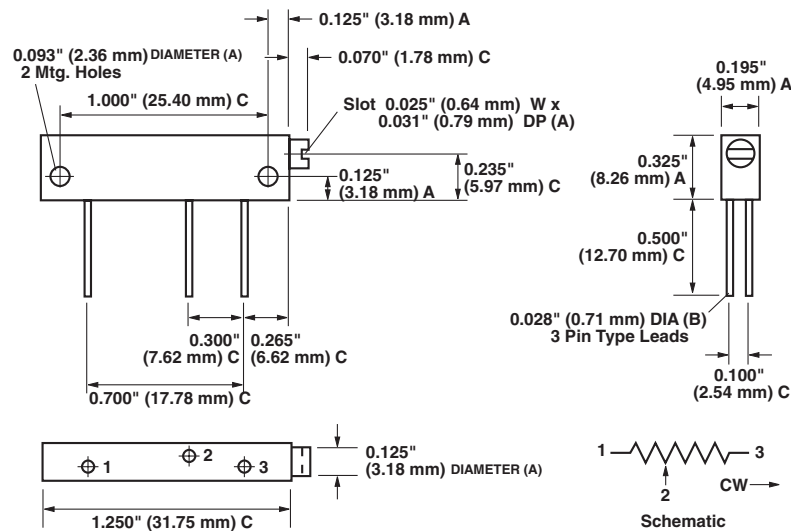 0.125" (3.18 mm) A
0.093" (2.36 mm) DIAMETER (A)
2 Mtg. Holes
0.070" (1.78 mm) C
1.000" (25.40 mm) C
Slot 0.025" (0.64 mm) W x
0.031" (0.79 mm) DP (A)
0.125"
(3.18 mm) A
0.235"
(5.97 mm) C
0.300"
(7.62 mm) C
0.265"
(6.62 mm) C
0.700" (17.78 mm) C
0.195"
(4.95 mm) A
0.325"
(8.26 mm) A
0.500"
(12.70 mm) C
0.028" (0.71 mm) DIA (B)
3 Pin Type Leads
0.100"
(2.54 mm) C
1
2
3
0.125"
(3.18 mm) DIAMETER (A)
1.250" (31.75 mm) C
1
3
2
CW
Schematic